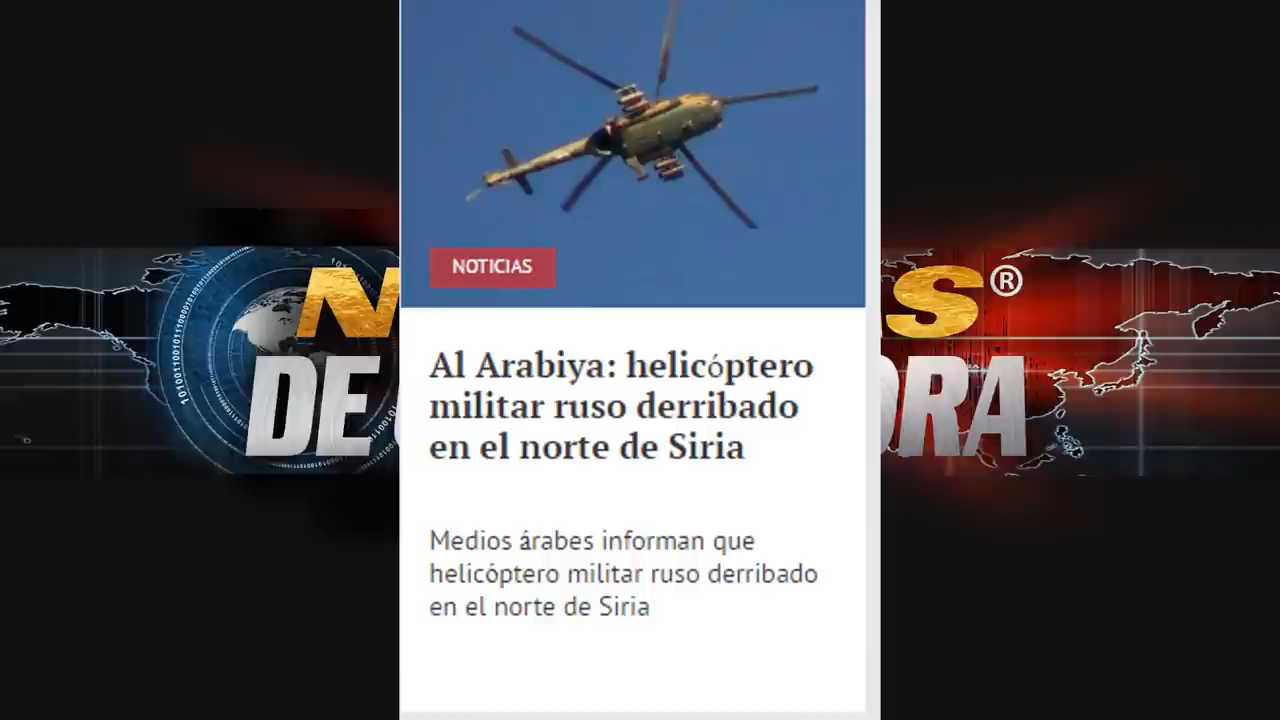 NOTICIAS
Al Arabiya: helicóptero
militar ruso derribado
en el norte de Siria
Medios árabes informan que
helicóptero militar ruso derribado
en el norte de Siria
DE
®